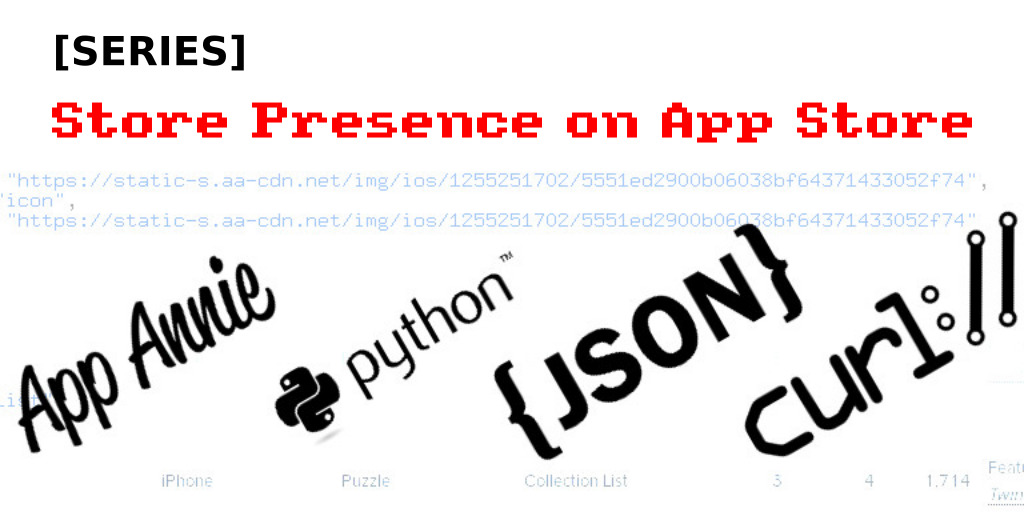 [SERIES]
Store Presence on App Store
"https://static-s.aa-cdn.net/img/ios/1255251702/5551ed2900b06038bf64371433052f74",
'icon",
"https://static-s.aa-cdn.net/img/ios/1255251702/5551ed2900b06038bf64371433052f74"
App Annie
python™
{JSON}
curl://
iPhone Puzzle Collection List 3 4 1,714